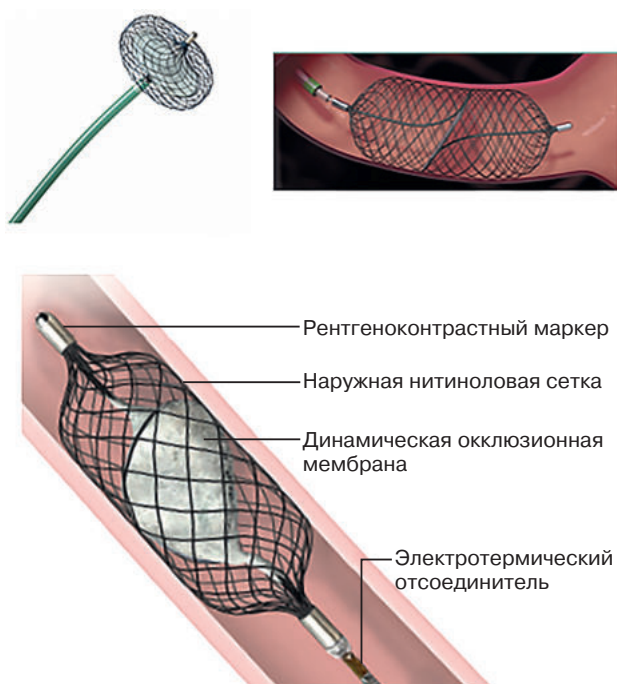 Рентгеноконтрастный маркер
Наружная нитиноловая сетка
Динамическая окклюзионная
мембрана
Электротермический
отсоединитель